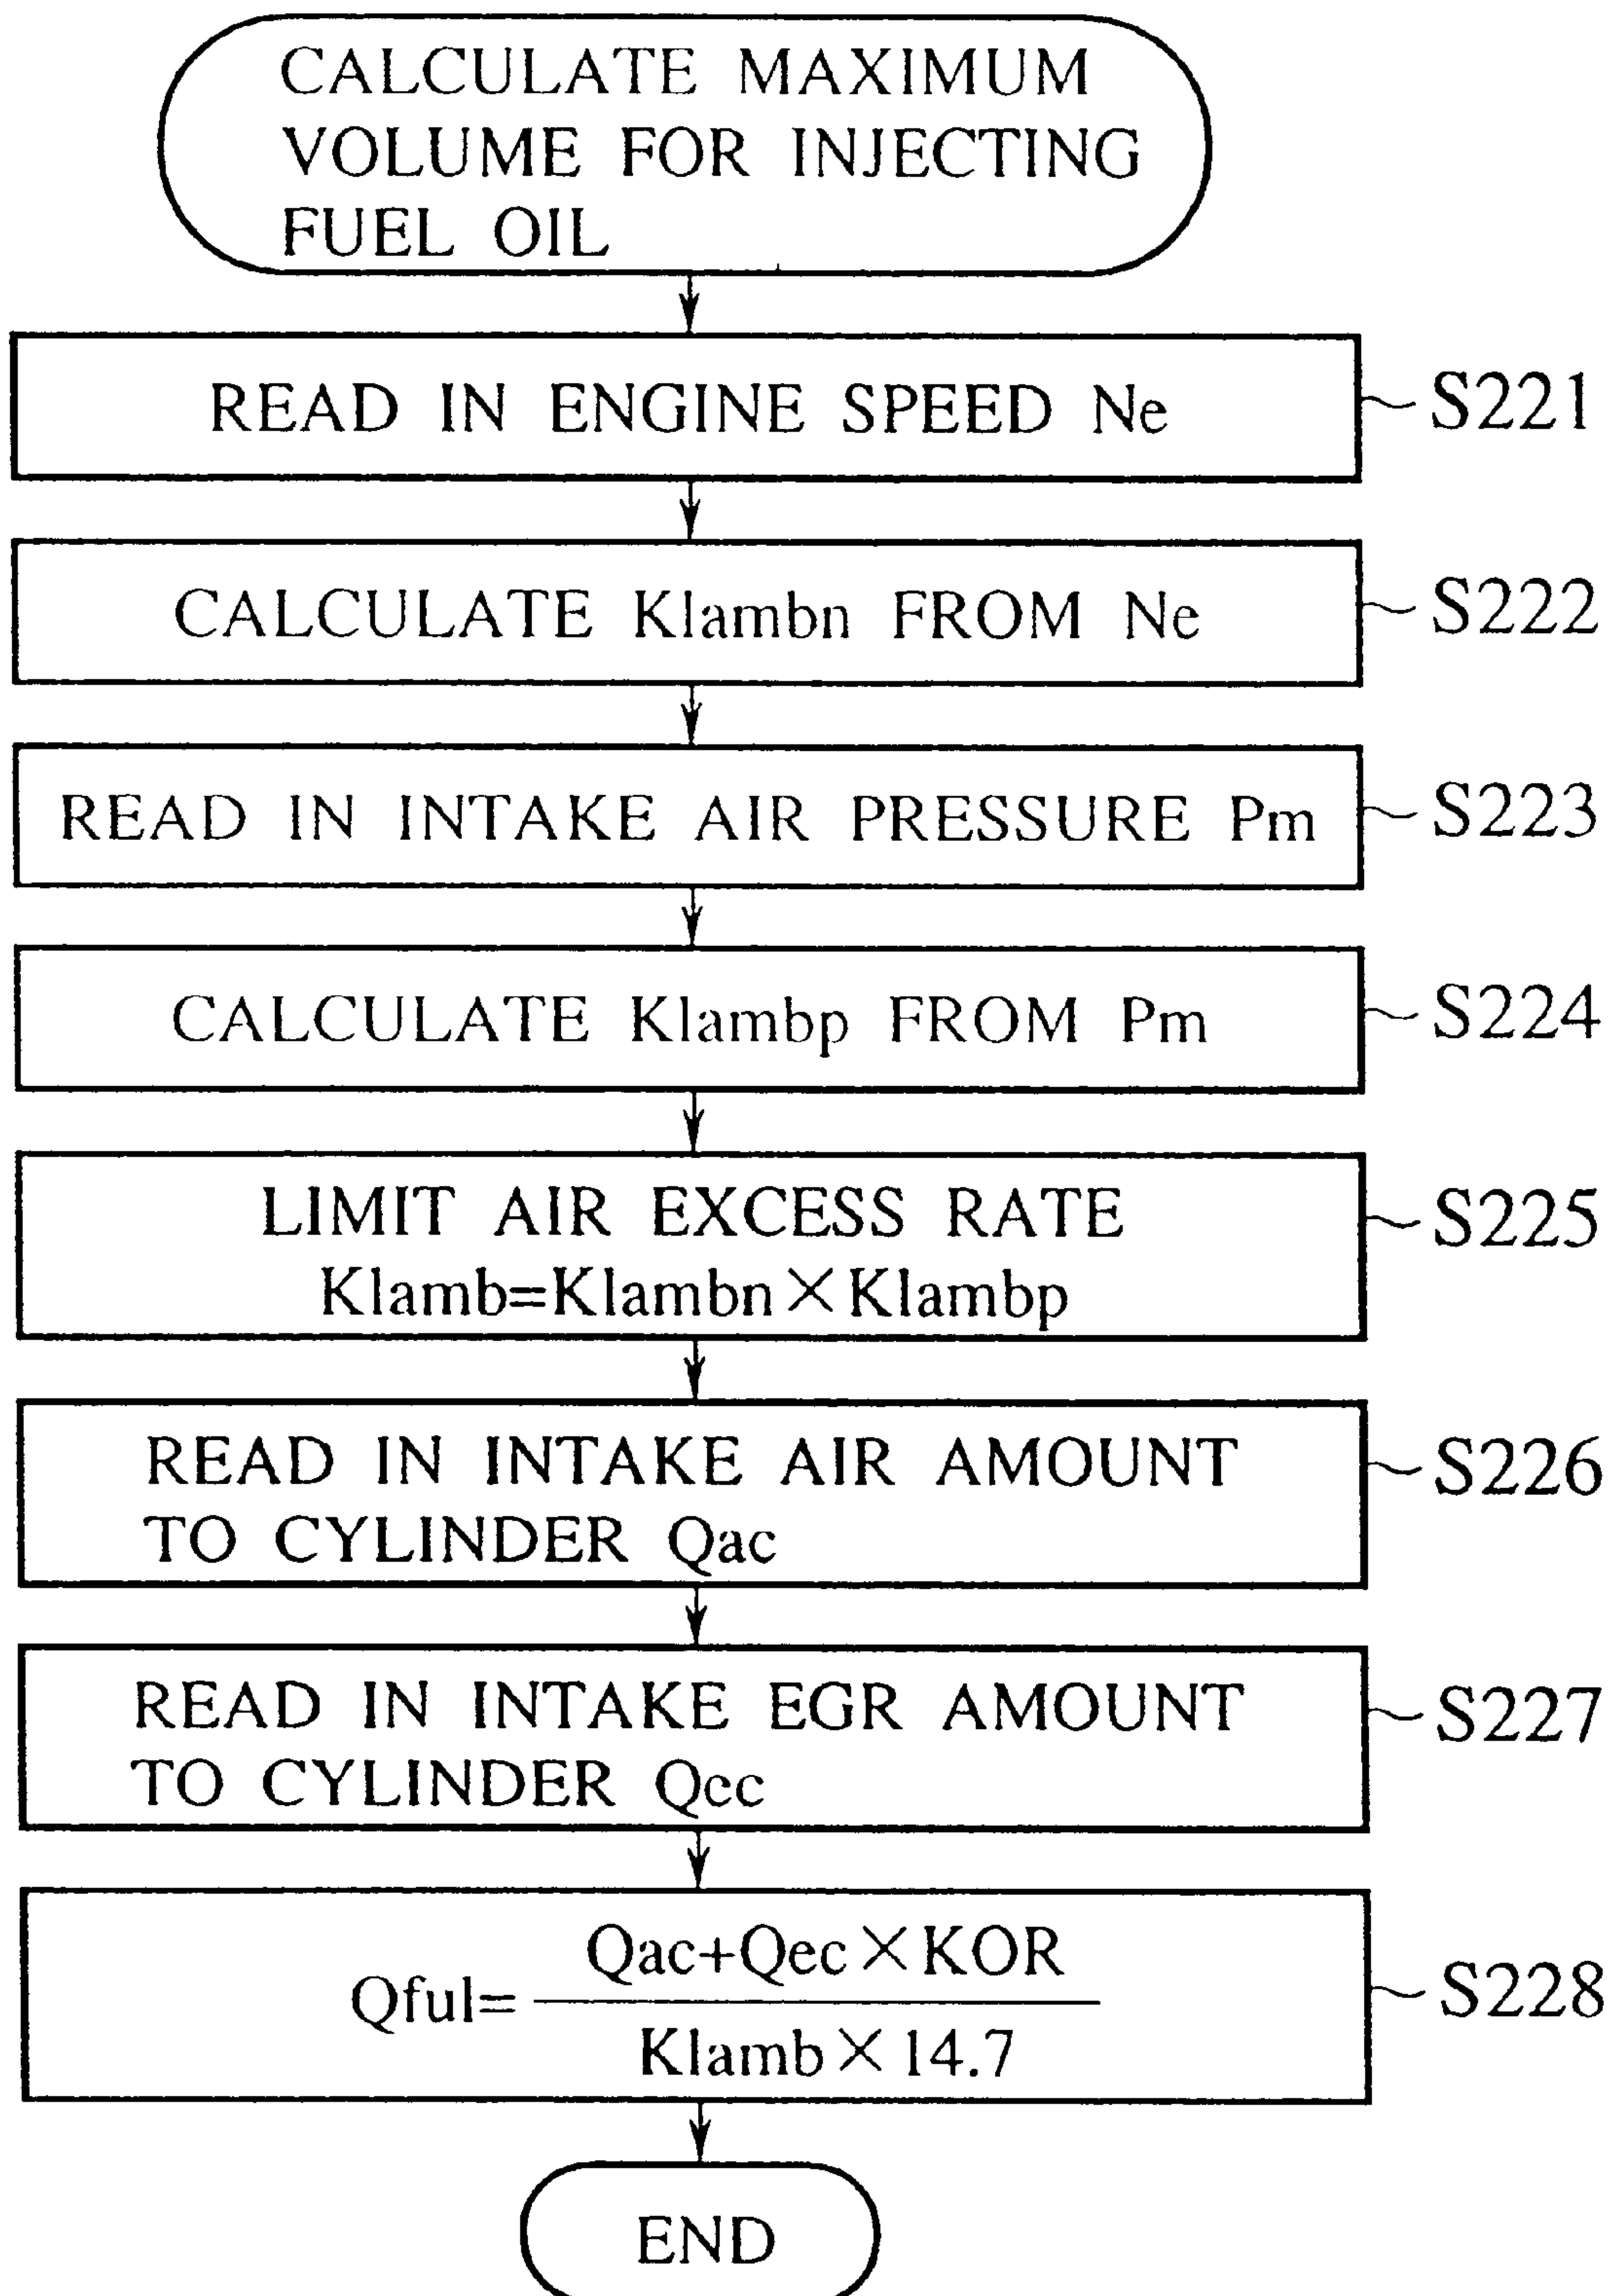 CALCULATE MAXIMUM
VOLUME FOR INJECTING
FUEL OIL
READ IN ENGINE SPEED Ne
S221
CALCULATE Klambn FROM Ne
S222
READ IN INTAKE AIR PRESSURE Pm
S223
CALCULATE Klambp FROM Pm
S224
LIMIT AIR EXCESS RATE
Klamb=Klambn×Klambp
S225
READ IN INTAKE AIR AMOUNT
TO CYLINDER Qac
S226
READ IN INTAKE EGR AMOUNT
TO CYLINDER Qec
S227
Qac+Qec×KOR
Qful=
Klamb×14.7
S228
END